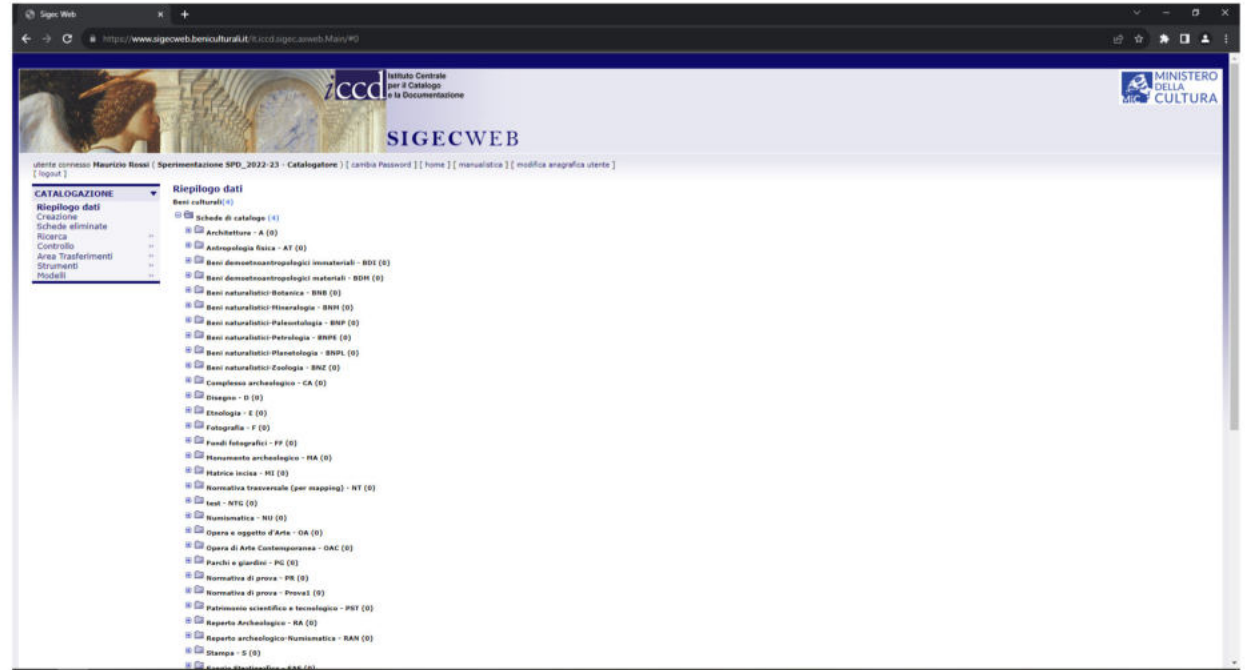 Sigec Web
https://www.sigecweb.beniculturali.it/it.iccd.sigec.axweb.Main/#0
iccd
Istituto Centrale
per il Catalogo
e la Documentazione
MiC
MINISTERO
DELLA
CULTURA
SIGECWEB
utente connesso Maurizio Rossi ( Sperimentazione SPD_2022-23 - Catalogatore ) [ cambia Password ] [ home ] [ manualistica ] [ modifica anagrafica utente ]
[ logout ]
CATALOGAZIONE
Riepilogo dati
Creazione
Schede eliminate
Ricerca
Controllo
Area Trasferimenti
Strumenti
Modelli
Riepilogo dati
Beni culturali(4)
Schede di catalogo (4)
Architettura - A (0)
Antropologia fisica - AT (0)
Beni demoetnoantropologici immateriali - BDI (0)
Beni demoetnoantropologici materiali - BDM (0)
Beni naturalistici-Botanica - BNB (0)
Beni naturalistici-Mineralogia - BNM (0)
Beni naturalistici-Paleontologia - BNP (0)
Beni naturalistici-Petrologia - BNPE (0)
Beni naturalistici-Planetologia - BNPL (0)
Beni naturalistici-Zoologia - BNZ (0)
Complesso archeologico - CA (0)
Disegno - D (0)
Etnologia - E (0)
Fotografia - F (0)
Fondi fotografici - FF (0)
Monumento archeologico - MA (0)
Matrice incisa - MI (0)
Normativa trasversale (per mapping) - NT (0)
test - NTG (0)
Numismatica - NU (0)
Opera e oggetto d'Arte - OA (0)
Opera di Arte Contemporanea - OAC (0)
Parchi e giardini - PG (0)
Normativa di prova - PR (0)
Normativa di prova - Prova1 (0)
Patrimonio scientifico e tecnologico - PST (0)
Reperto Archeologico - RA (0)
Reperto archeologico-Numismatica - RAN (0)
Stampa - S (0)